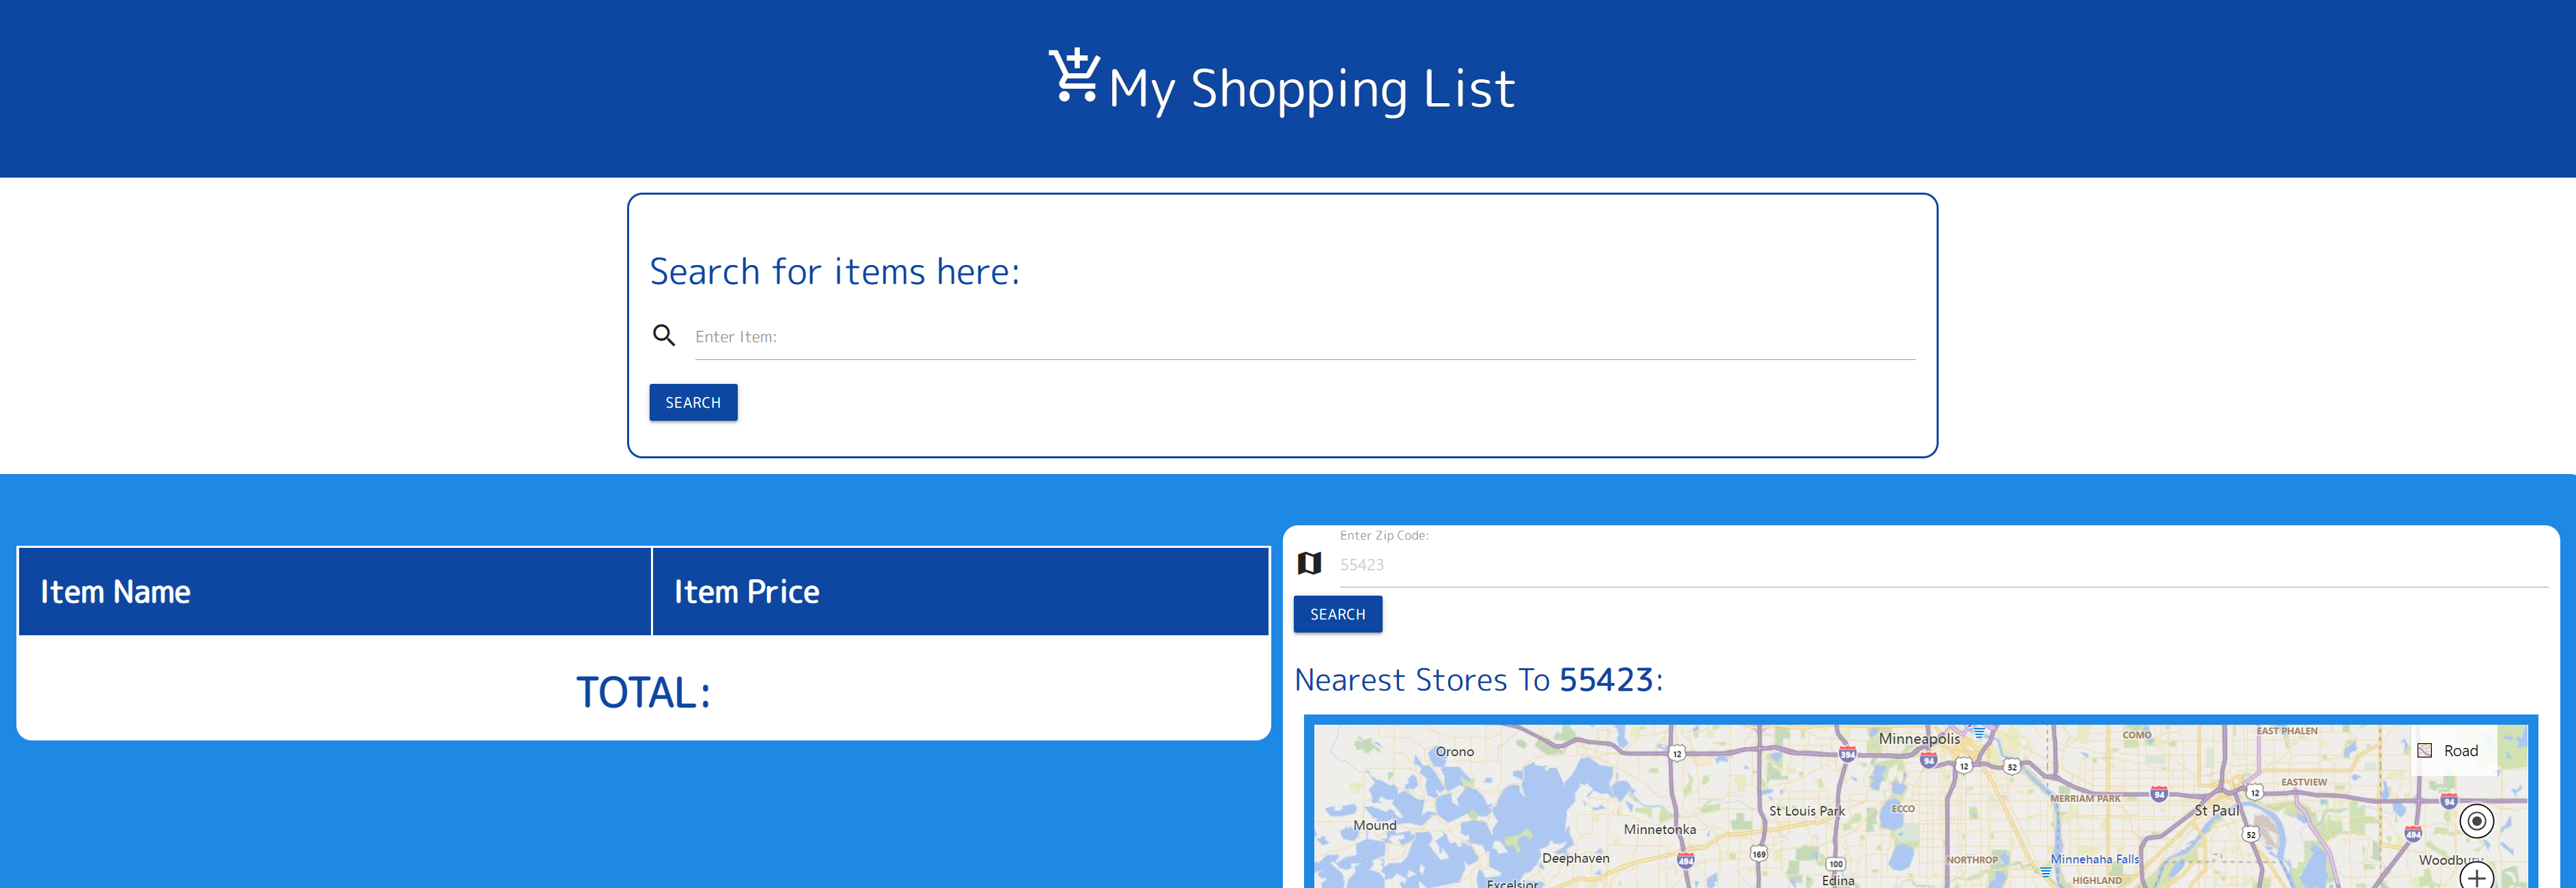 My Shopping List
Search for items here:
Enter Item:
SEARCH
Item Name
Item Price
TOTAL:
Enter Zip Code:
55423
SEARCH
Nearest Stores To 55423:
Orono
12
394
Minneapolis
94
12
52
COMO
EAST PHALEN
Road
EASTVIEW
Mound
Minnetonka
St Louis Park
ECCO
MERRIAM PARK
94
St Paul
12
94
52
494
Deephaven
494
169
100
NORTHROP
Minnehaha Falls
Woodbury
Excelsior
Edina
HIGHLAND